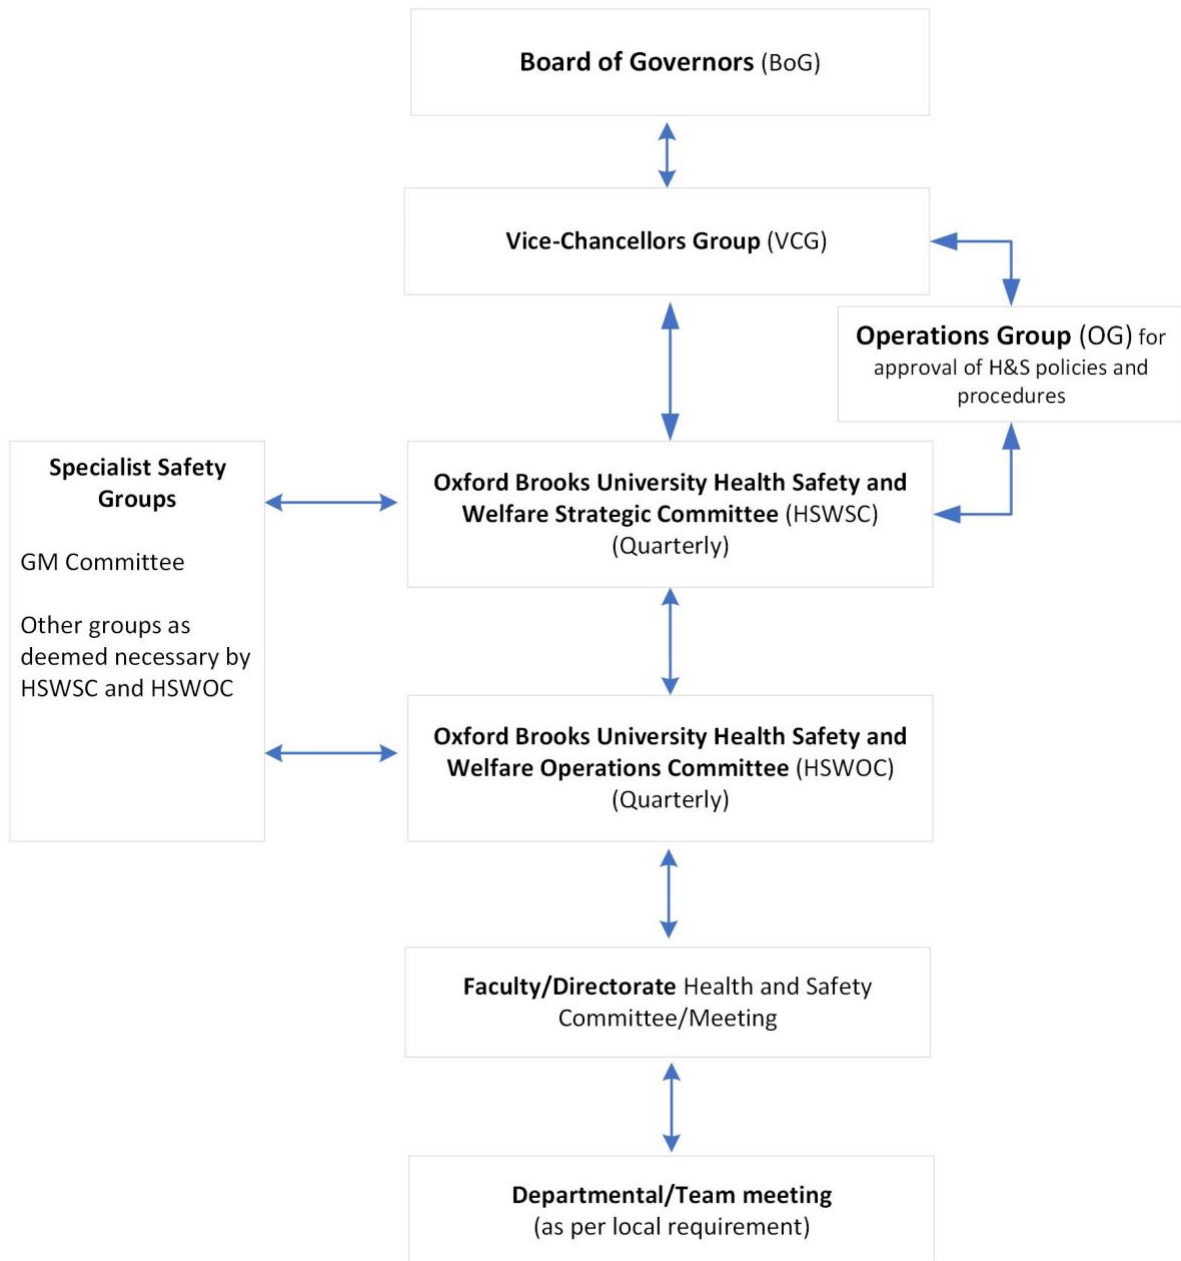 Board of Governors (BoG)
Vice-Chancellors Group (VCG)
Operations Group (OG) for
approval of H&S policies and
procedures
Specialist Safety
Groups
GM Committee
Other groups as
deemed necessary by
HSWSC and HSWOC
Oxford Brooks University Health Safety and
Welfare Strategic Committee (HSWSC)
(Quarterly)
Oxford Brooks University Health Safety and
Welfare Operations Committee (HSWOC)
(Quarterly)
Faculty/Directorate Health and Safety
Committee/Meeting
Departmental/Team meeting
(as per local requirement)